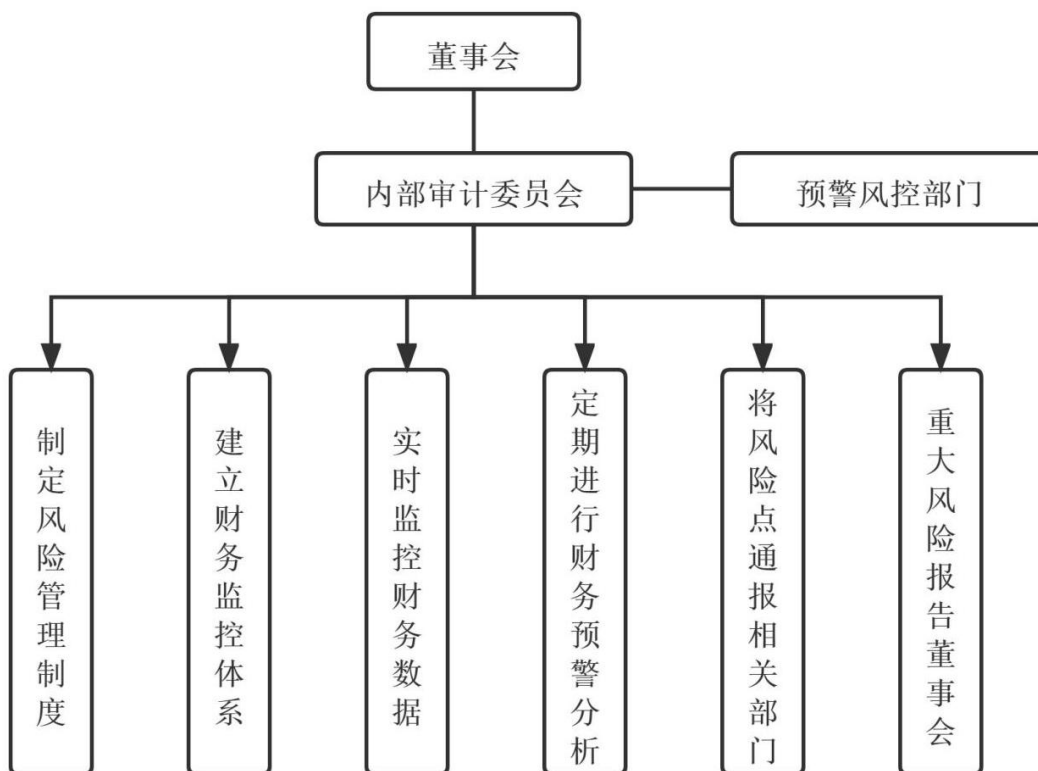 董事会
内部审计委员会
预警风控部门
制定风险管理制度
建立财务监控体系
实时监控财务数据
定期进行财务预警分析
将风险点通报相关部门
重大风险报告董事会